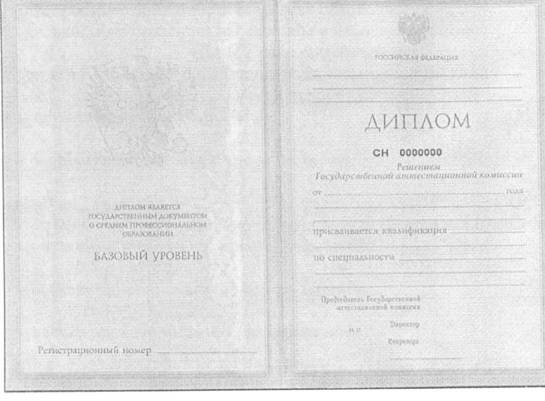 ДИПЛОМ ЯВЛЯЕТСЯ
ГОСУДАРСТВЕННЫМ ДОКУМЕНТОМ
О СРЕДНЕМ ПРОФЕССИОНАЛЬНОМ
ОБРАЗОВАНИИ
БАЗОВЫЙ УРОВЕНЬ
Регистрационный номер
РОССИЙСКАЯ ФЕДЕРАЦИЯ
ДИПЛОМ
СН 0000000
Решением
Государственной аттестационной комиссии
от года
присваивается квалификация
по специальности
Председатель Государственной
аттестационной комиссии
Директор
М.П.
Секретарь